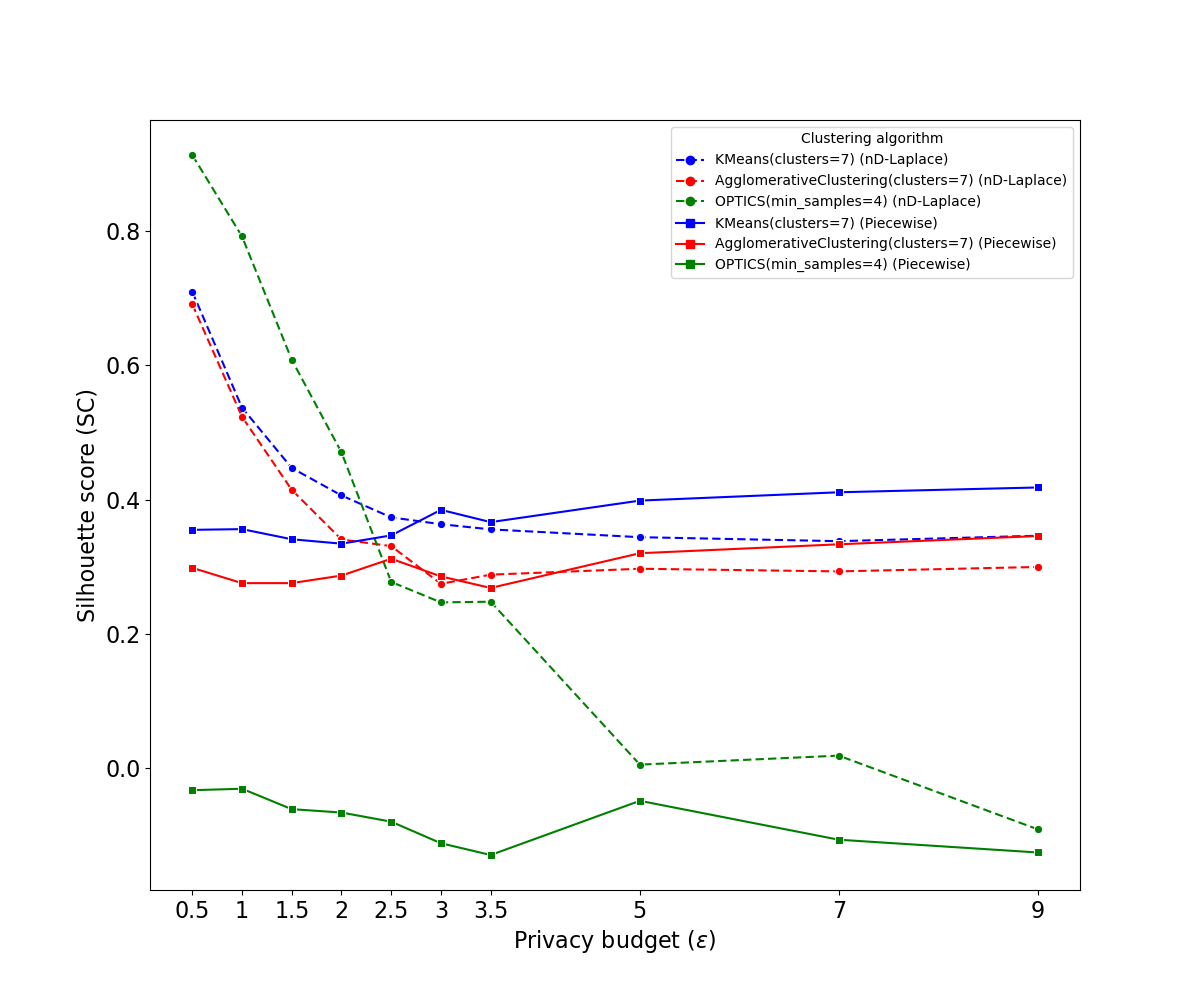 Clustering algorithm
KMeans(clusters=7) (nD-Laplace)
AgglomerativeClustering(clusters=7) (nD-Laplace)
OPTICS(min_samples=4) (nD-Laplace)
KMeans(clusters=7) (Piecewise)
AgglomerativeClustering(clusters=7) (Piecewise)
OPTICS(min_samples=4) (Piecewise)
Silhouette score (SC)
0.8
0.6
0.4
0.2
0.0
0.5 1 1.5 2 2.5 3 3.5 5 7 9
Privacy budget (ε)